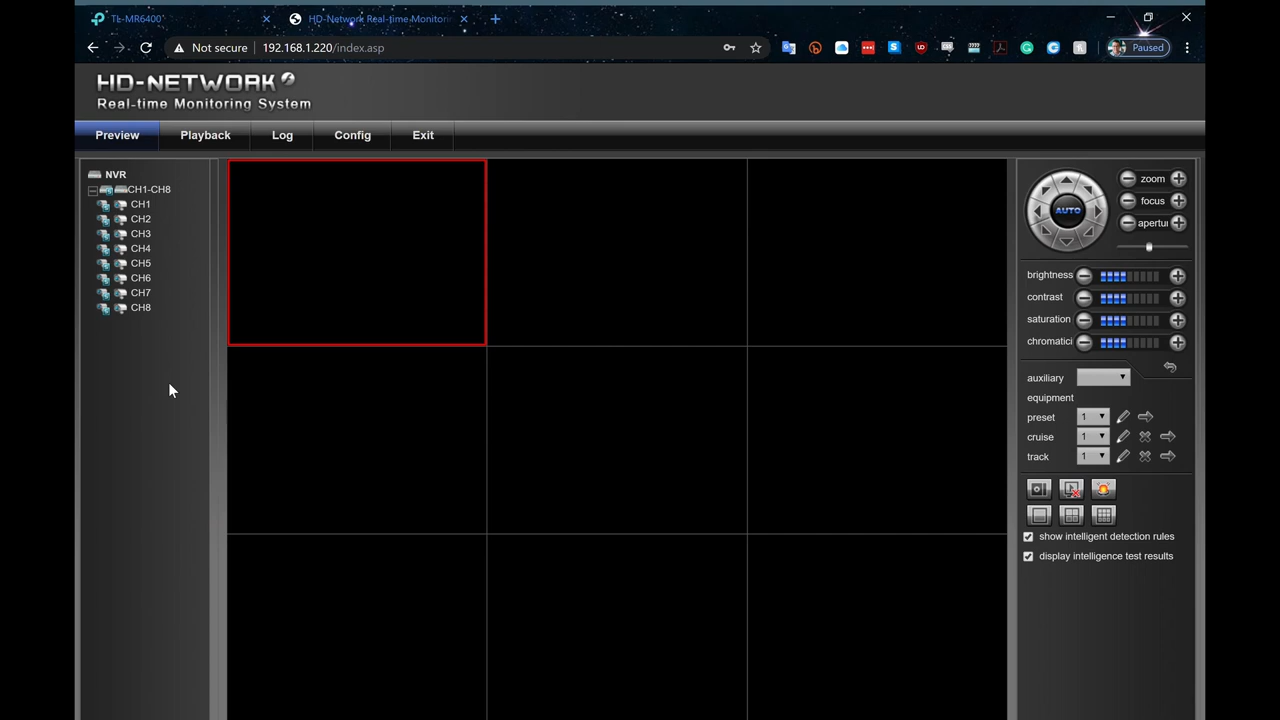 TL-MR6400
HD-Network Real-time Monitori
Not secure
192.168.1.220/index.asp
Paused
HD-NETWORK
Real-time Monitoring System
Preview
Playback
Log
Config
Exit
NVR
CH1-CH8
CH1
CH2
CH3
CH4
CH5
CH6
CH7
CH8
AUTO
zoom
focus
apertu
brightness
contrast
saturation
chromatici
auxiliary
equipment
preset 1
cruise 1
track 1
show intelligent detection rules
display intelligence test results